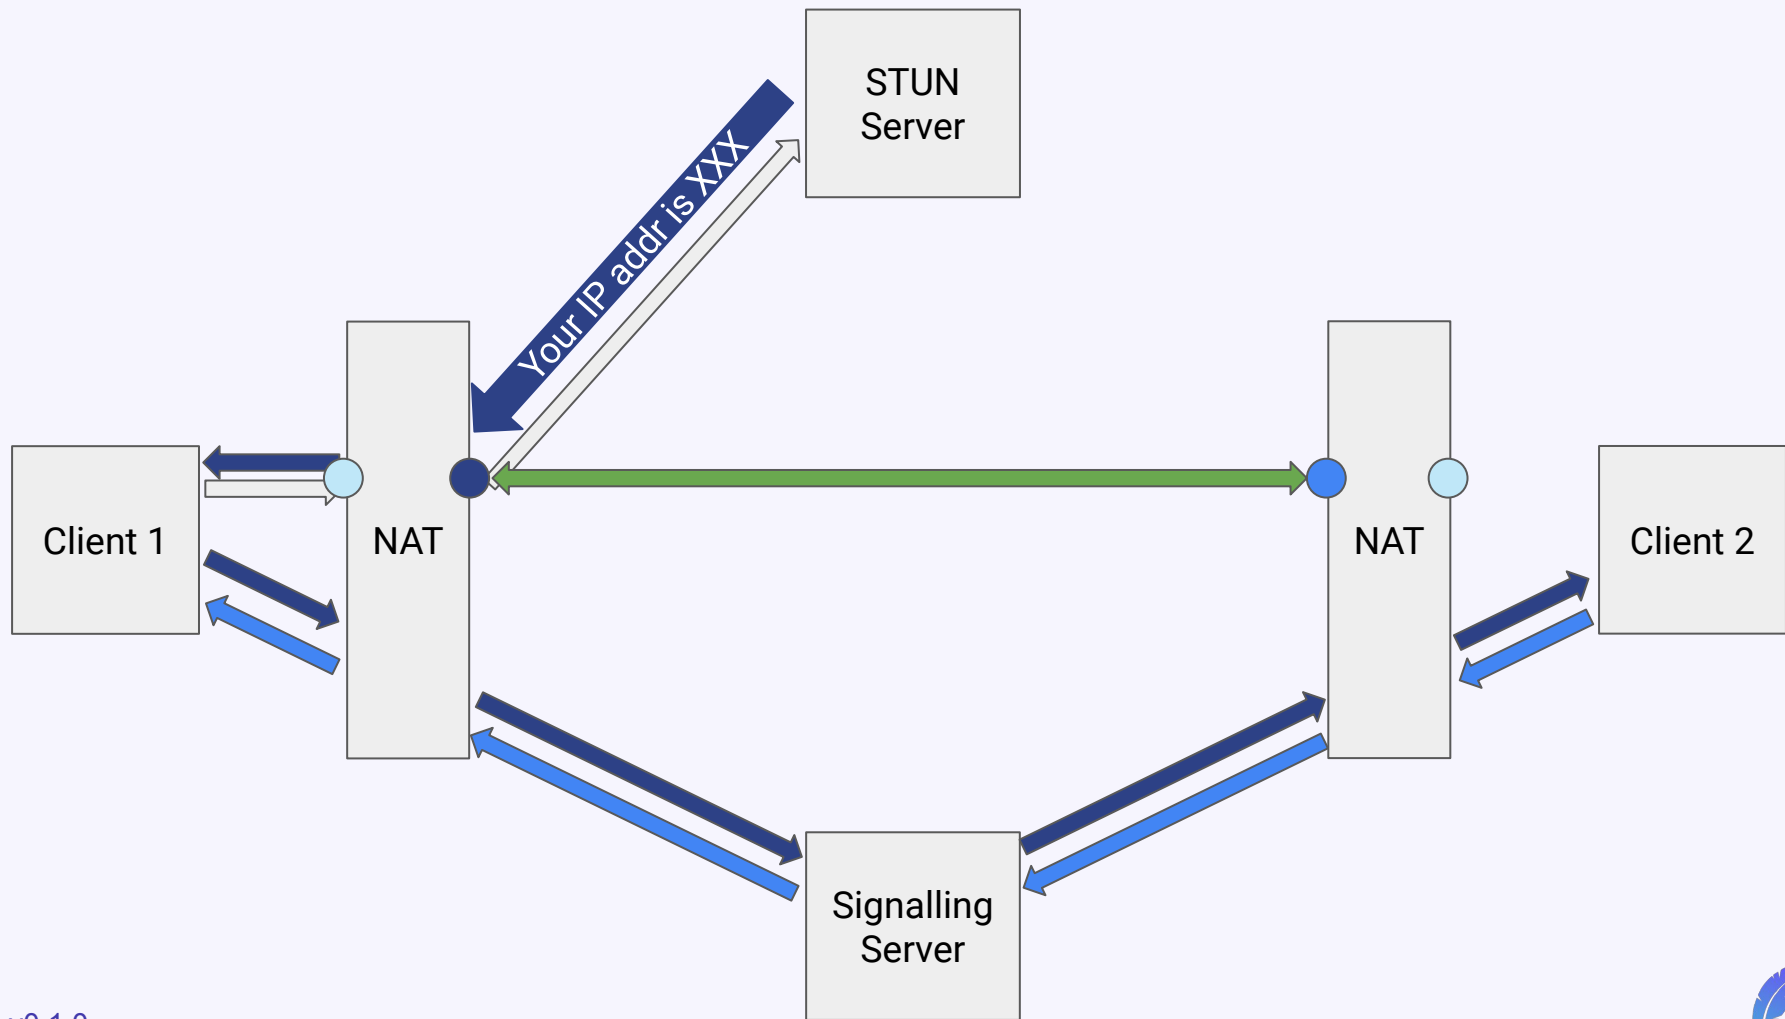 STUN
Server
Your IP addr is XXX
Client 1
NAT
NAT
Client 2
Signalling
Server